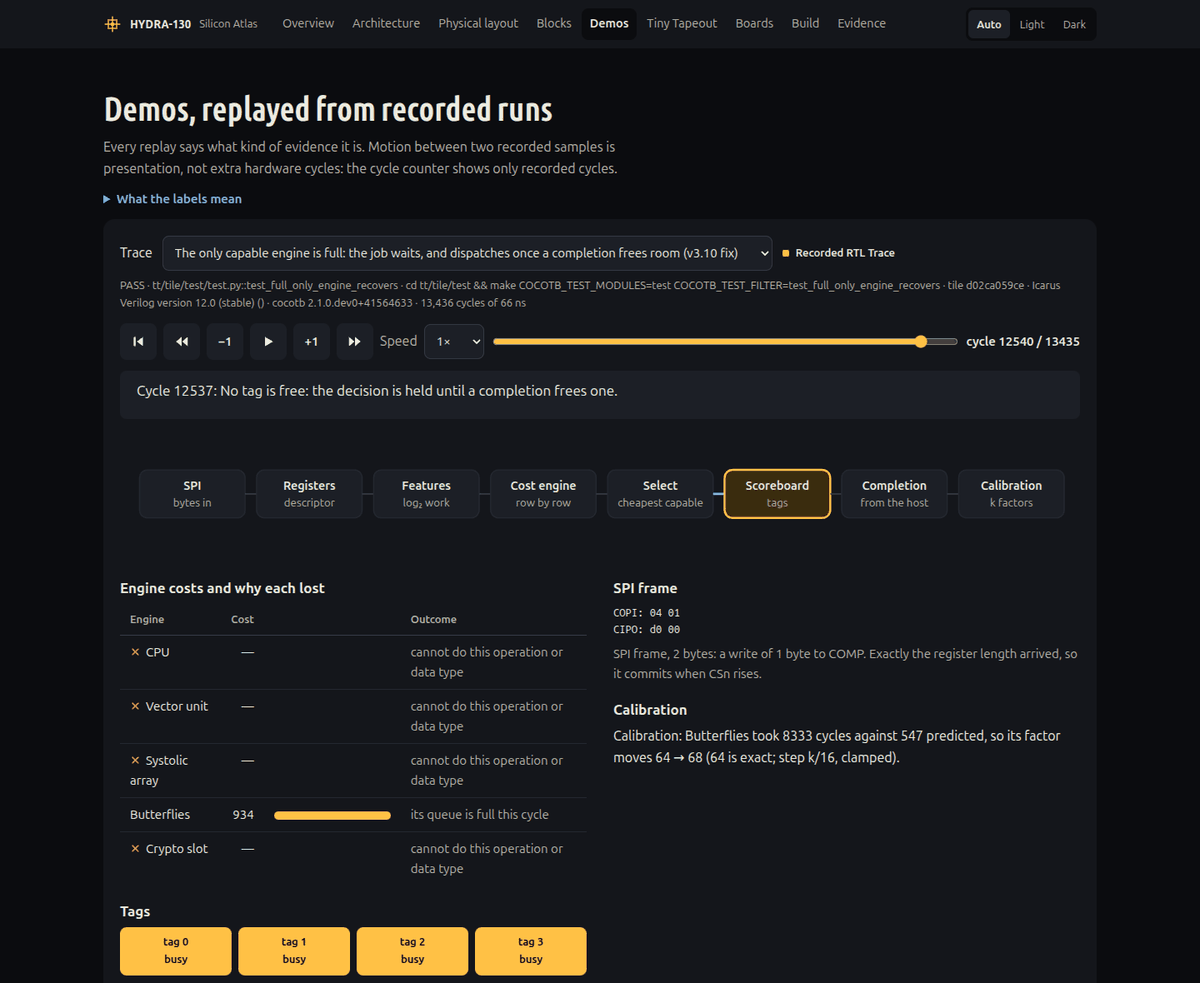 HYDRA-130 Silicon Atlas Overview Architecture Physical layout Blocks Demos Tiny Tapeout Boards Build Evidence Auto Light Dark
Demos, replayed from recorded runs
Every replay says what kind of evidence it is. Motion between two recorded samples is
presentation, not extra hardware cycles: the cycle counter shows only recorded cycles.
▶ What the labels mean
Trace The only capable engine is full: the job waits, and dispatches once a completion frees room (v3.10 fix) Recorded RTL Trace
PASS · tt/tile/test/test.py::test_full_only_engine_recovers · cd tt/tile/test && make COCOTB_TEST_MODULES=test COCOTB_TEST_FILTER=test_full_only_engine_recovers · tile d02ca059ce · Icarus
Verilog version 12.0 (stable) () · cocotb 2.1.0.dev0+41564633 · 13,436 cycles of 66 ns
−1 +1 Speed 1× cycle 12540 / 13435
Cycle 12537: No tag is free: the decision is held until a completion frees one.
SPI Registers Features Cost engine Select Scoreboard Completion Calibration
bytes in descriptor log₂ work row by row cheapest capable tags from the host k factors
Engine costs and why each lost
Engine Cost Outcome
✕ CPU — cannot do this operation or
data type
✕ Vector unit — cannot do this operation or
data type
✕ Systolic — cannot do this operation or
array data type
Butterflies 934 its queue is full this cycle
✕ Crypto slot — cannot do this operation or
data type
Tags
tag 0 tag 1 tag 2 tag 3
busy busy busy busy
SPI frame
COPI: 04 01
CIPO: d0 00
SPI frame, 2 bytes: a write of 1 byte to COMP. Exactly the register length arrived, so
it commits when CSn rises.
Calibration
Calibration: Butterflies took 8333 cycles against 547 predicted, so its factor
moves 64 → 68 (64 is exact; step k/16, clamped).